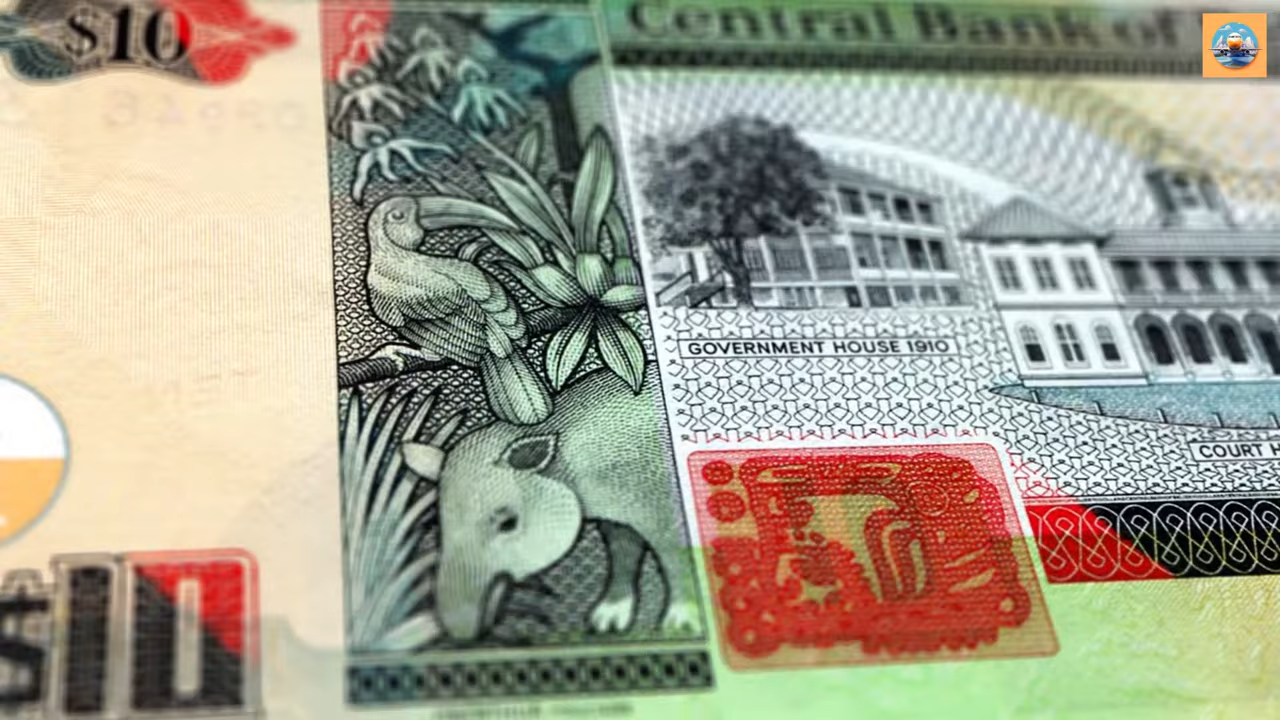 $10
Central Bank of
GOVERNMENT HOUSE 1910
COURT H
$10